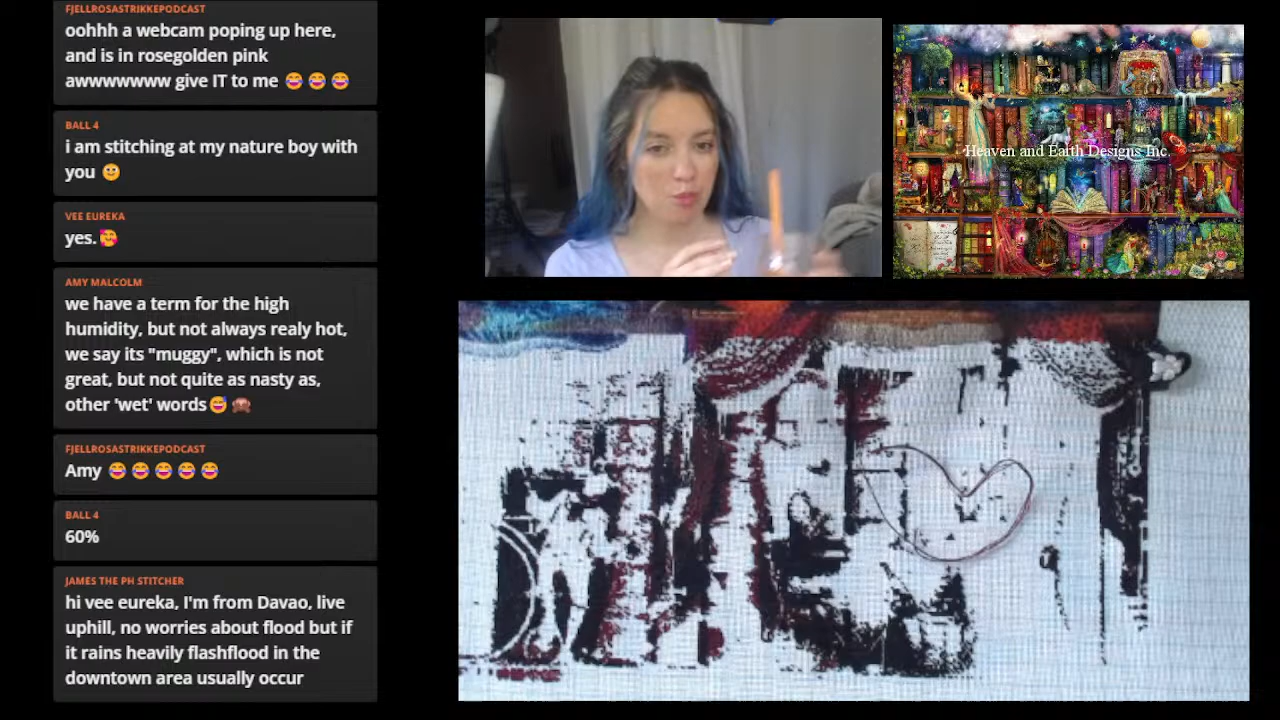 FJELLROSASTRIKKEPODCAST
oohhh a webcam poping up here,
and is in rosegolden pink
awwwwwww give IT to me 😂 😂 😂
BALL 4
i am stitching at my nature boy with
you 🙂
VEE EUREKA
yes.🥰
AMY MALCOLM
we have a term for the high
humidity, but not always realy hot,
we say its "muggy", which is not
great, but not quite as nasty as,
other 'wet' words😅 🙊
FJELLROSASTRIKKEPODCAST
Amy 😂 😂 😂 😂 😂
BALL 4
60%
JAMES THE PH STITCHER
hi vee eureka, I'm from Davao, live
uphill, no worries about flood but if
it rains heavily flashflood in the
downtown area usually occur
Heaven and Earth Designs Inc.